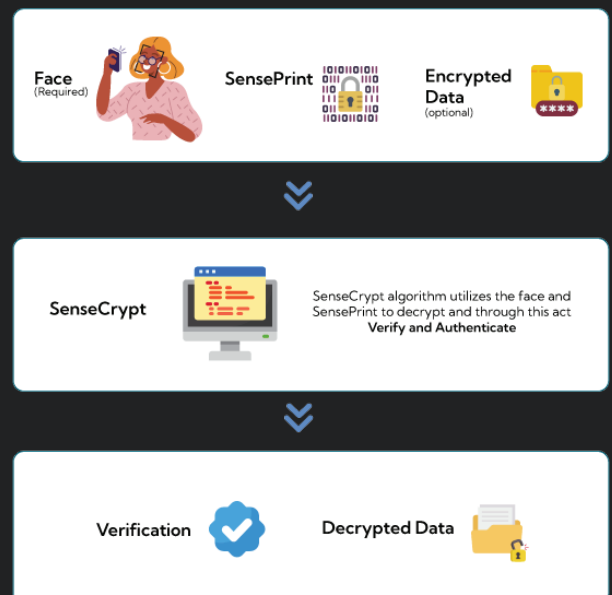 Face
(Required)
SensePrint
Encrypted
Data
(optional)
****
SenseCrypt
SenseCrypt algorithm utilizes the face and
SensePrint to decrypt and through this act
Verify and Authenticate
Verification
Decrypted Data